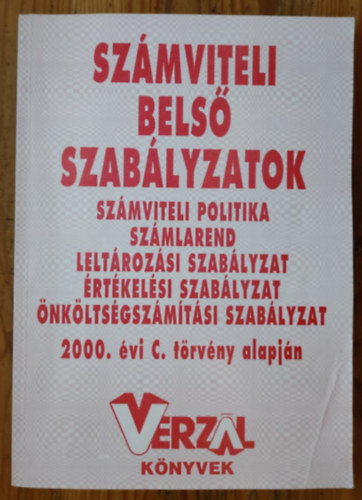 SZÁMVITELI
BELSŐ
SZABÁLYZATOK
SZÁMVITELI POLITIKA
SZÁMLAREND
LELTÁROZÁSI SZABÁLYZAT
ÉRTÉKELÉSI SZABÁLYZAT
ÖNKÖLTSÉGSZÁMÍTÁSI SZABÁLYZAT
2000. évi C. törvény alapján
VERZÁL
KÖNYVEK